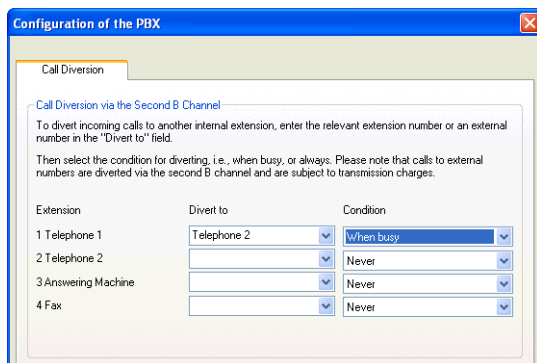 Configuration of the PBX
Call Diversion
Call Diversion via the Second B Channel
To divert incoming calls to another internal extension, enter the relevant extension number or an external
number in the "Divert to" field.
Then select the condition for diverting, i.e., when busy, or always. Please note that calls to external
numbers are diverted via the second B channel and are subject to transmission charges.
Extension Divert to Condition
1 Telephone 1 Telephone 2 When busy
2 Telephone 2 Never
3 Answering Machine Never
4 Fax Never